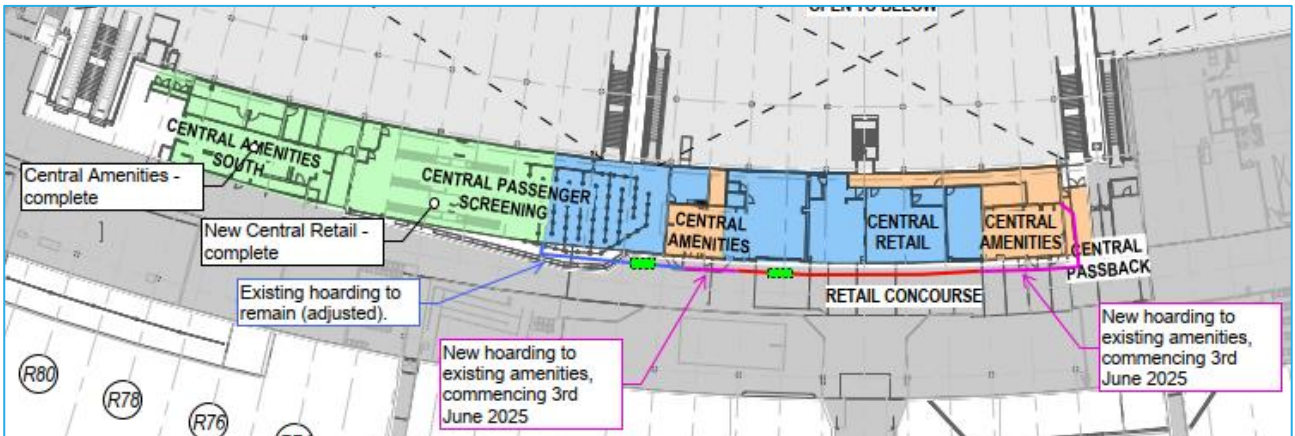 OPEN TO BELOW
CENTRAL AMENITIES
SOUTH
Central Amenities -
complete
CENTRAL PASSENGER
SCREENING
New Central Retail -
complete
CENTRAL
AMENITIES
CENTRAL
RETAIL
CENTRAL
AMENITIES
CENTRAL
PASSBACK
Existing hoarding to
remain (adjusted).
RETAIL CONCOURSE
New hoarding to
existing amenities,
commencing 3rd
June 2025
New hoarding to
existing amenities,
commencing 3rd
June 2025
R80
R78
R76